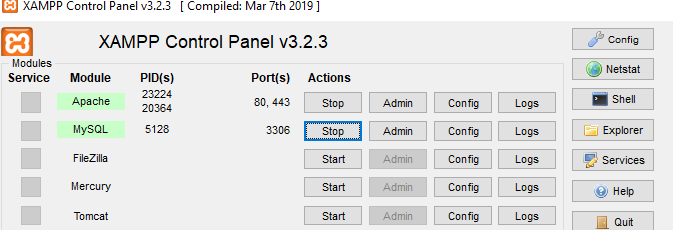 XAMPP Control Panel v3.2.3 [ Compiled: Mar 7th 2019 ]
XAMPP Control Panel v3.2.3
Config
Modules
Service Module PID(s) Port(s) Actions
Netstat
Apache 23224 20364 80, 443 Stop Admin Config Logs
Shell
MySQL 5128 3306 Stop Admin Config Logs
Explorer
FileZilla Start Admin Config Logs
Services
Mercury Start Admin Config Logs
Help
Tomcat Start Admin Config Logs
Quit